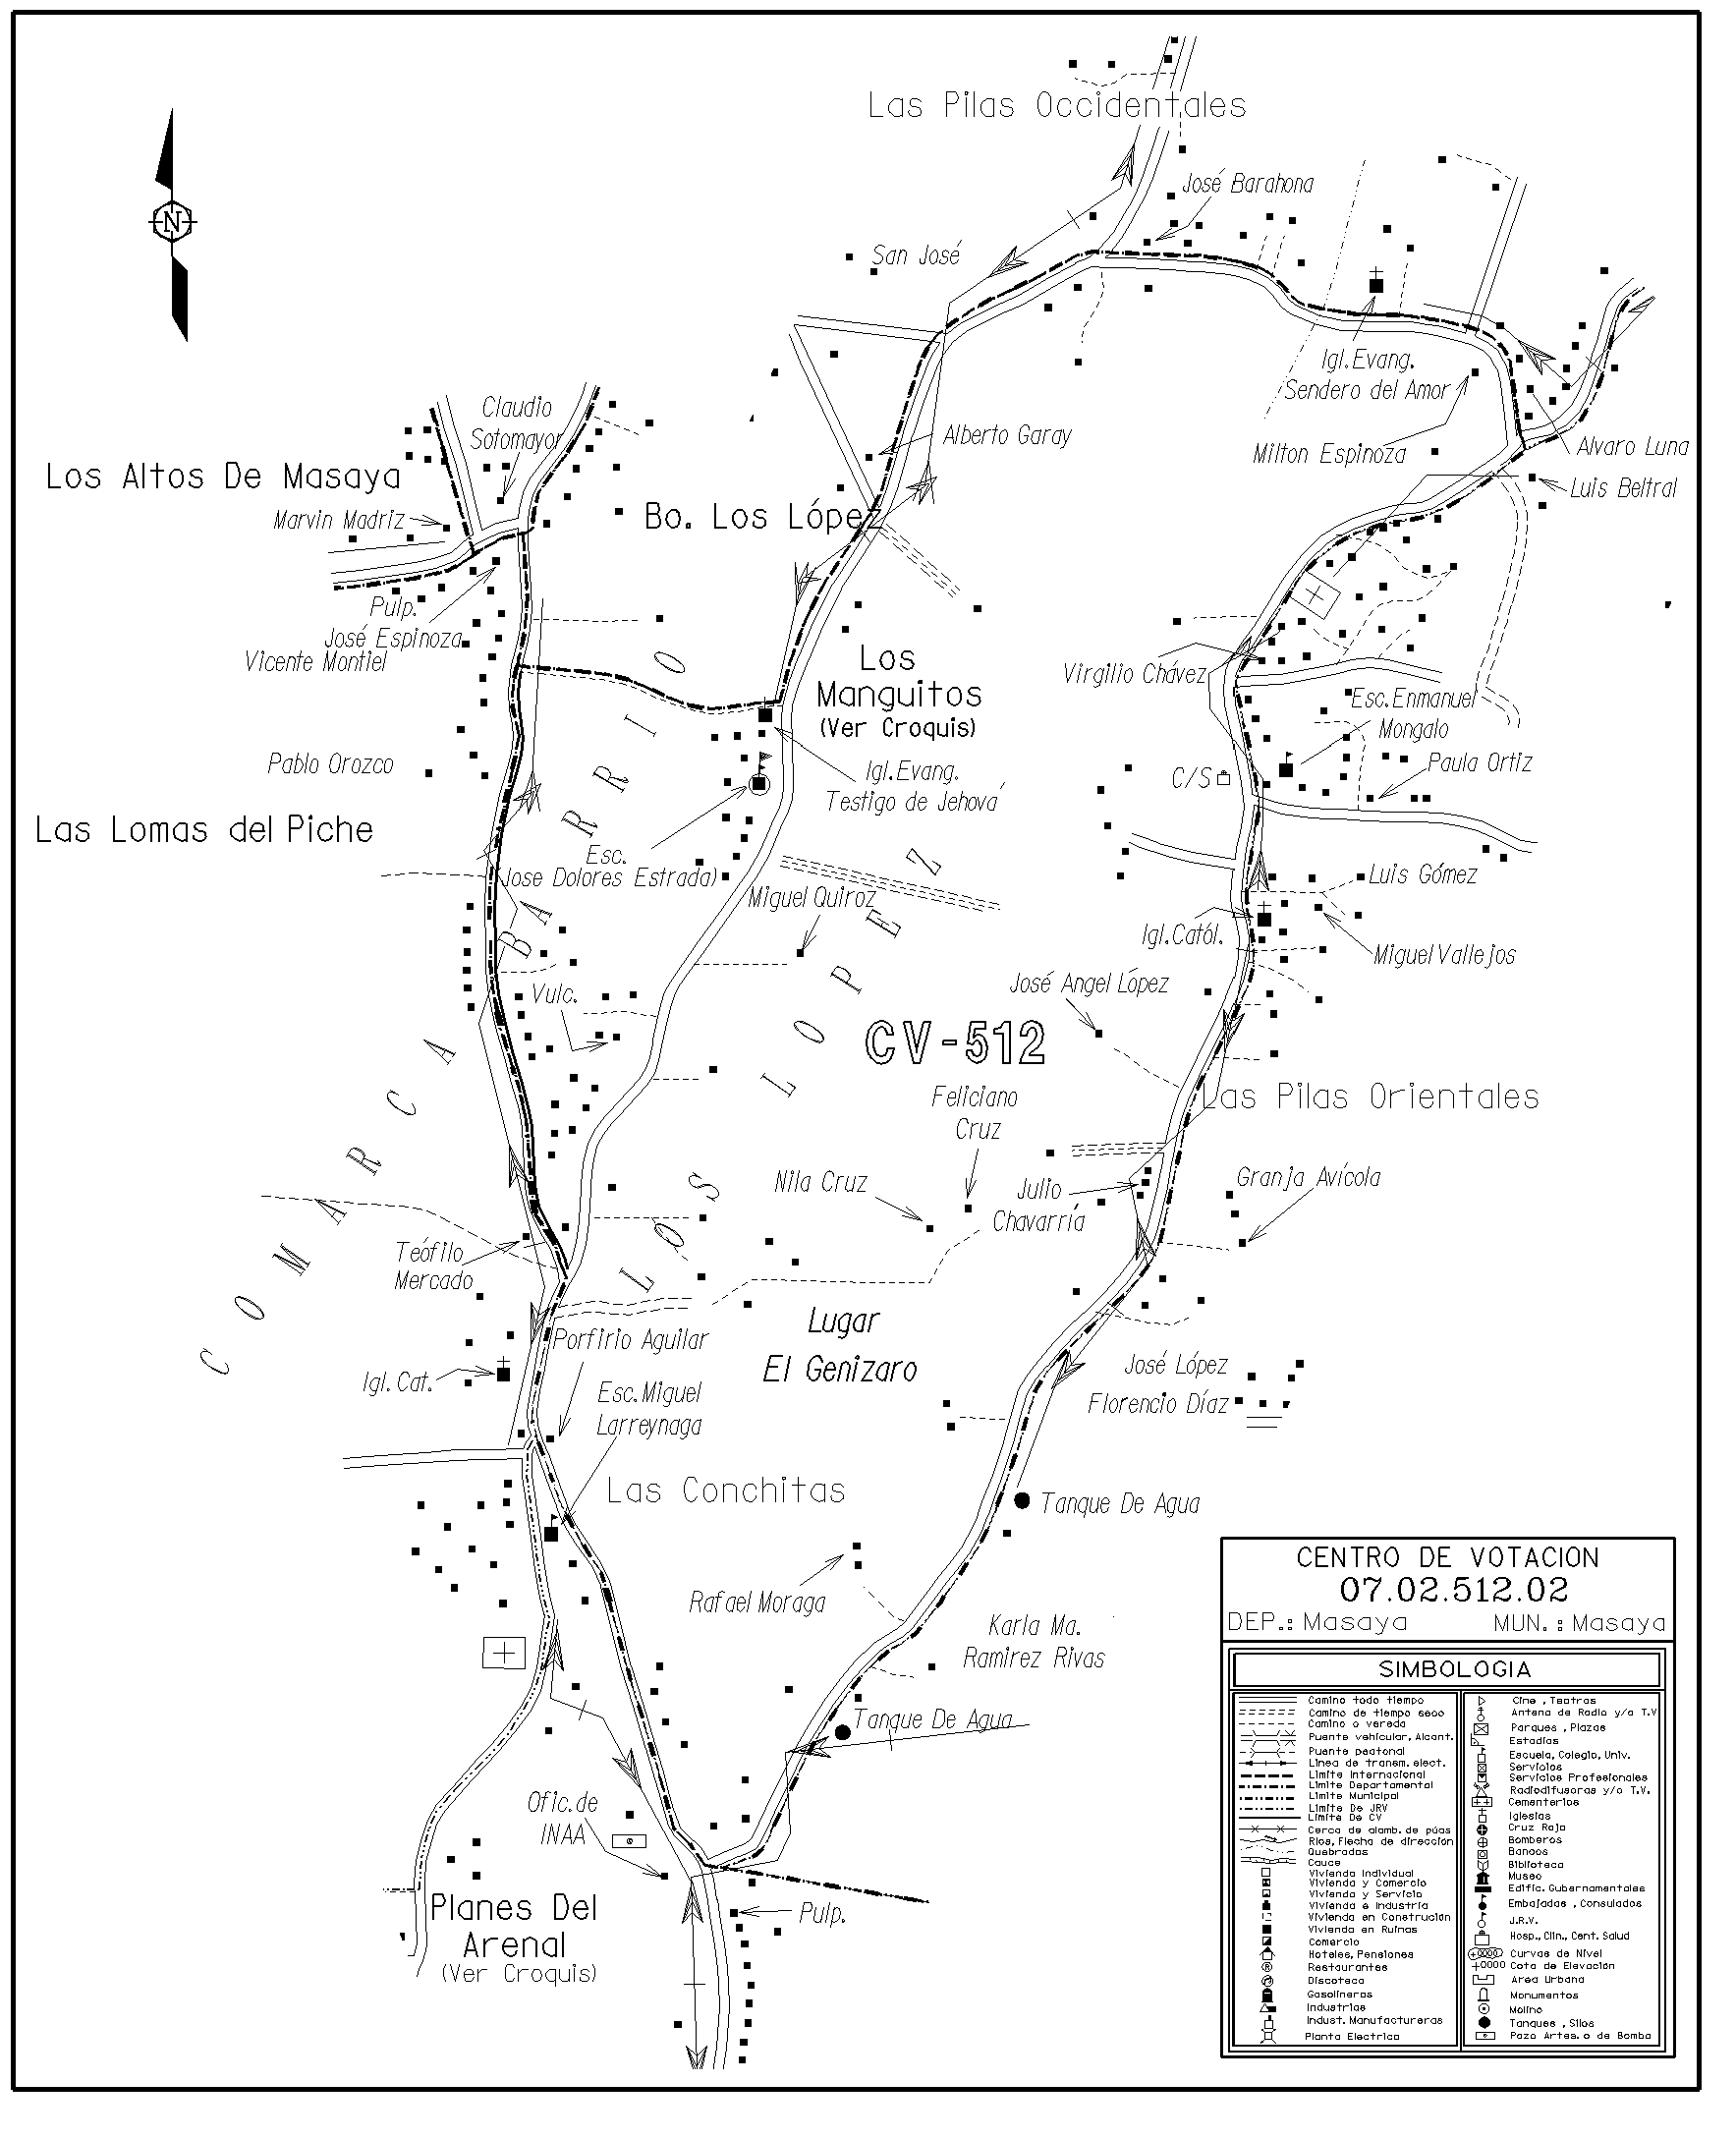 Las Pilas Occidentales
José Barahona
San José
N
Igl.Evang.
Sendero del Amor
Claudio
Sotomayor
Alberto Garay
Milton Espinoza
Alvaro Luna
Los Altos De Masaya
Luis Beltral
Marvin Madriz
Bo. Los López
Pulp.
José Espinoza
Vicente Montiel
Los
Manguitos
(Ver Croquis)
Virgilio Chávez
Esc.Enmanuel
Mongalo
Pablo Orozco
Igl.Evang.
Testigo de Jehová
C/S
Paula Ortiz
Las Lomas del Piche
Esc.
Jose Dolores Estrada)
Miguel Quiroz
Luis Gómez
Igl.Catól.
Miguel Vallejos
José Angel López
Vulc.
CV-512
COMARCA BARRIO
LOS LOPEZ
Feliciano
Cruz
Las Pilas Orientales
Nila Cruz
Julio
Chavarría
Granja Avícola
Teófilo
Mercado
Lugar
El Genizaro
Porfirio Aguilar
Igl.Cat.
Esc.Miguel
Larreynaga
José López
Florencio Díaz
Las Conchitas
Tanque De Agua
Rafael Moraga
Karla Ma.
Ramirez Rivas
Tanque De Agua
Ofic.de
INAA
Planes Del
Arenal
(Ver Croquis)
Pulp.
CENTRO DE VOTACION
07.02.512.02
DEP.: Masaya MUN.: Masaya
SIMBOLOGIA
Camino todo tiempo
Camino de tiempo seco
Camino o vereda
Puente vehicular, Alcant.
Puente peatonal
Linea de transm. elect.
Limite Internacional
Limite Departamental
Limite Municipal
Limite De JRV
Limite De CV
Cerca de alamb. de púas
Rios, Flecha de dirección
Quebradas
Cauce
Vivienda Individual
Vivienda y Comercio
Vivienda y Servicio
Vivienda e Industria
Vivienda en Construción
Vivienda en Ruinas
Comercio
Hoteles, Pensiones
Restaurantes
Discoteca
Gasolineras
Industrias
Indust. Manufactureras
Planta Electrica
Cine , Teatros
Antena de Radio y/o T.V
Parques , Plazas
Estadios
Escuela, Colegio, Univ.
Servicios
Servicios Profesionales
Radiodifusoras y/o T.V.
Cementerios
Iglesias
Cruz Roja
Bomberos
Bancos
Biblioteca
Museo
Edific. Gubernamentales
Embajadas , Consulados
J.R.V.
Hosp., Clin., Cent. Salud
Curvas de Nivel
Cota de Elevación
Area Urbana
Monumentos
Molino
Tanques , Silos
Pozo Artes. o de Bomba